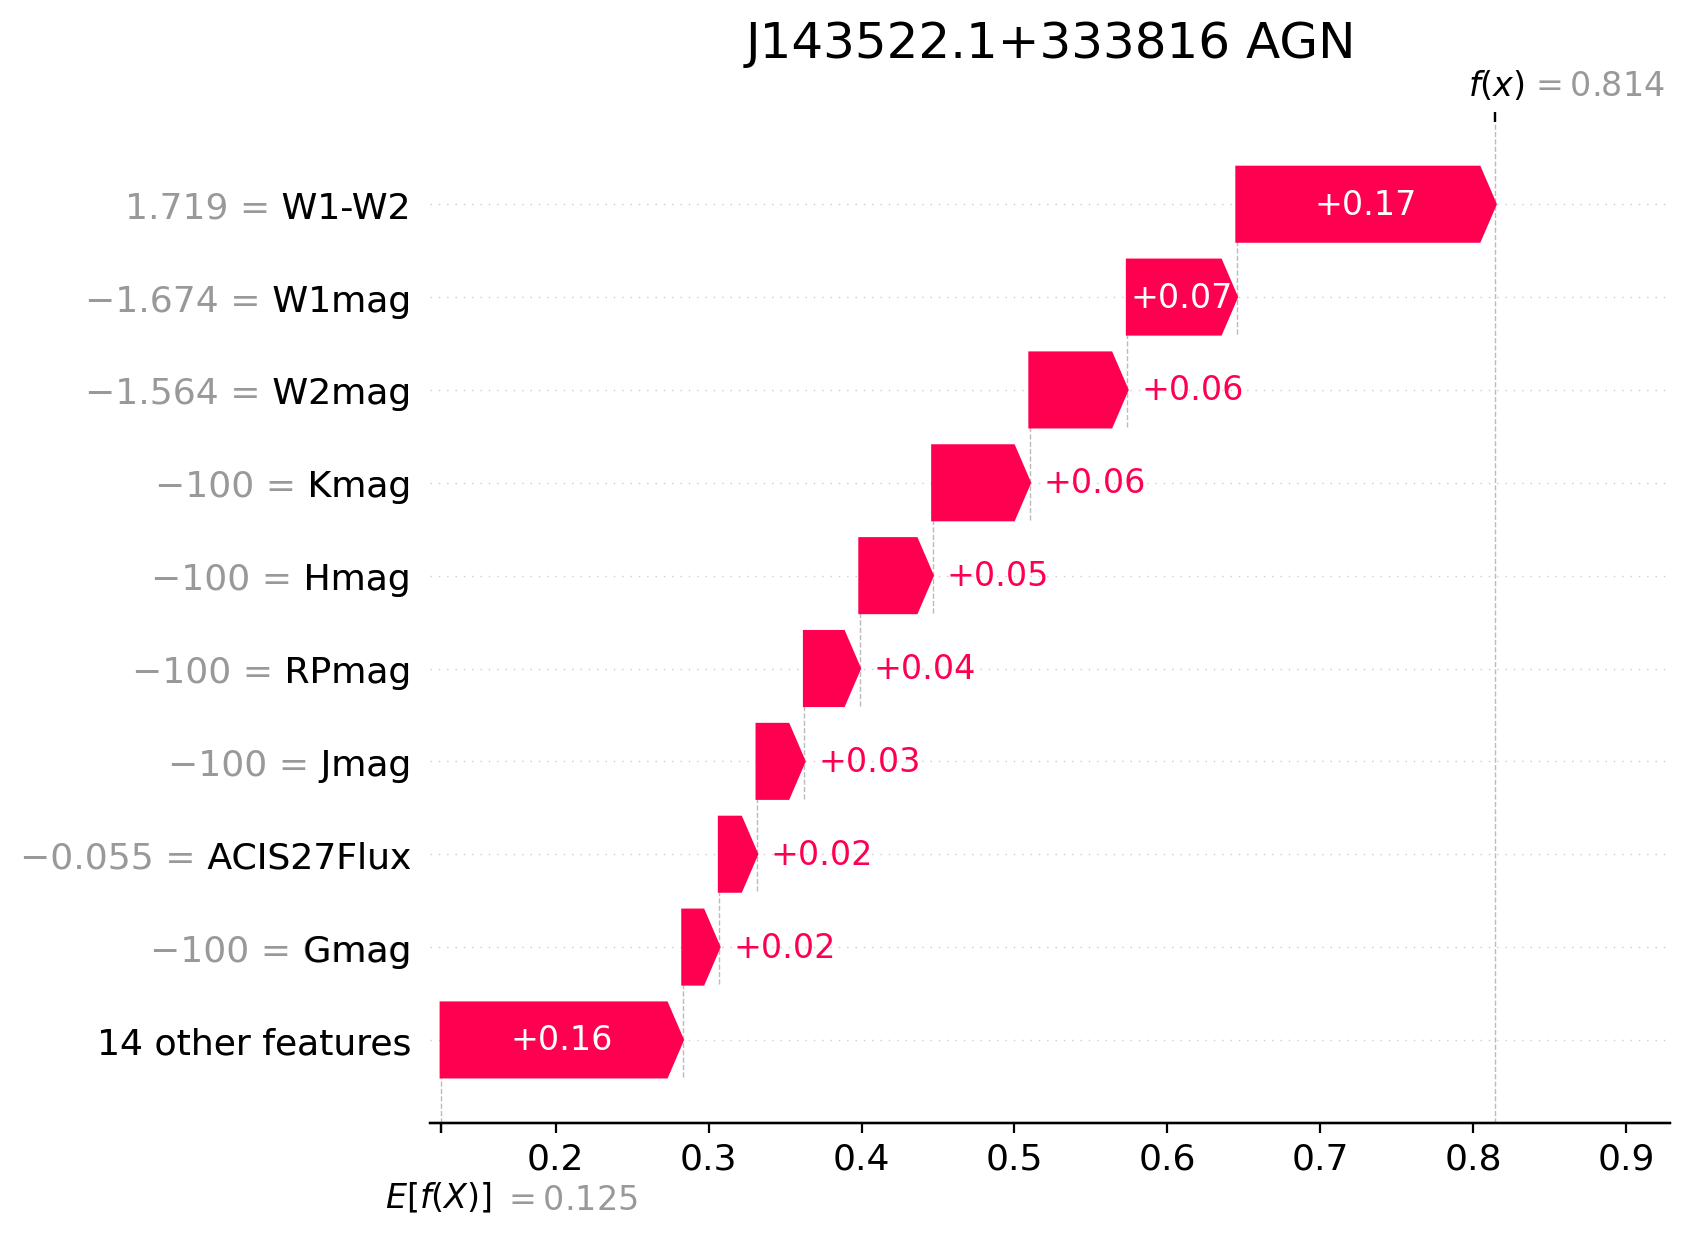 J143522.1+333816 AGN
f(x) = 0.814
1.719 = W1-W2 +0.17
−1.674 = W1mag +0.07
−1.564 = W2mag +0.06
−100 = Kmag +0.06
−100 = Hmag +0.05
−100 = RPmag +0.04
−100 = Jmag +0.03
−0.055 = ACIS27Flux +0.02
−100 = Gmag +0.02
14 other features +0.16
0.2 0.3 0.4 0.5 0.6 0.7 0.8 0.9
E[f(X)] = 0.125